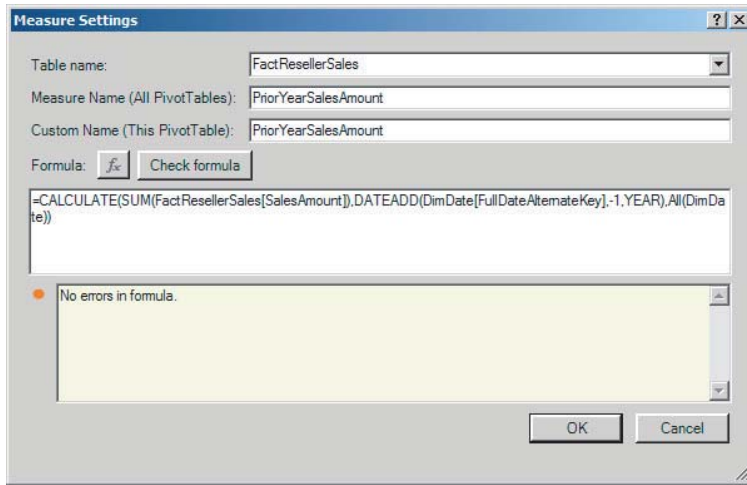 Measure Settings
Table name: FactResellerSales
Measure Name (All PivotTables): PriorYearSalesAmount
Custom Name (This PivotTable): PriorYearSalesAmount
Formula: fx Check formula
=CALCULATE(SUM(FactResellerSales[SalesAmount]),DATEADD(DimDate[FullDateAlternateKey],-1,YEAR),All(DimDa
te))
No errors in formula.
OK Cancel